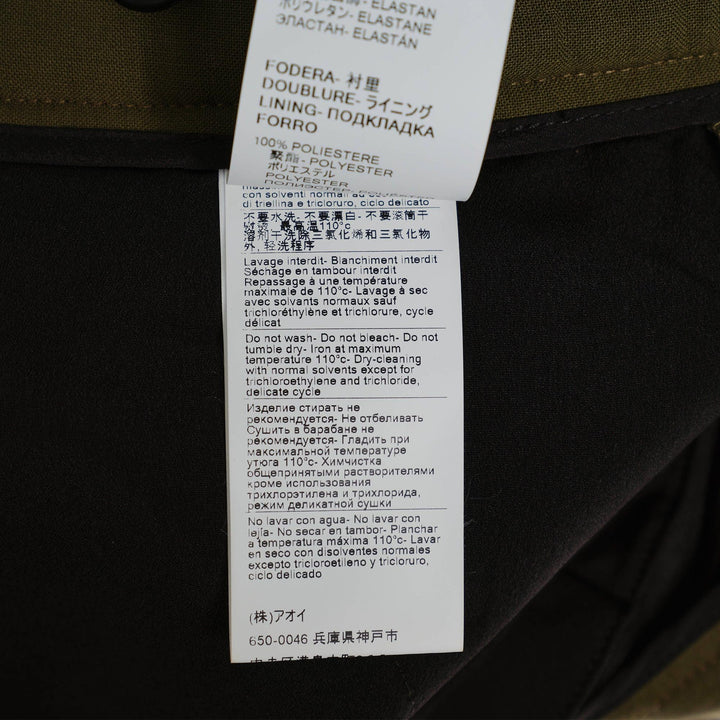 ELASTAN
ポリウレタン- ELASTANE
ЭЛАСТАН- ELASTÁN
FODERA- 衬里
DOUBLURE- ライニング
LINING- ПОДКЛАДКА
FORRO
100% POLIESTERE
聚酯- POLYESTER
ポリエステル
POLYESTER
con solventi normali ad
di trielina e tricloruro, ciclo delicato
不要水洗- 不要漂白- 不要滚筒干
最高温110°c
溶剂干洗除三氯化烯和三氯化物
外, 轻洗程序
Lavage interdit- Blanchiment interdit
Séchage en tambour interdit
Repassage à une température
maximale de 110°c- Lavage à sec
avec solvants normaux sauf
trichloréthylène et trichlorure, cycle
délicat
Do not wash- Do not bleach- Do not
tumble dry- Iron at maximum
temperature 110°c- Dry-cleaning
with normal solvents except for
trichloroethylene and trichloride,
delicate cycle
Изделие стирать не
рекомендуется- Не отбеливать
Сушить в барабане не
рекомендуется- Гладить при
максимальной температуре
утюга 110°c- Химчистка
общепринятыми растворителями
кроме использования
трихлорэтилена и трихлорида,
режим деликатной сушки
No lavar con agua- No lavar con
lejía- No secar en tambor- Planchar
a temperatura máxima 110°c- Lavar
en seco con disolventes normales
excepto tricloroetileno y tricloruro,
ciclo delicado
(株)アオイ
650-0046 兵庫県神戸市